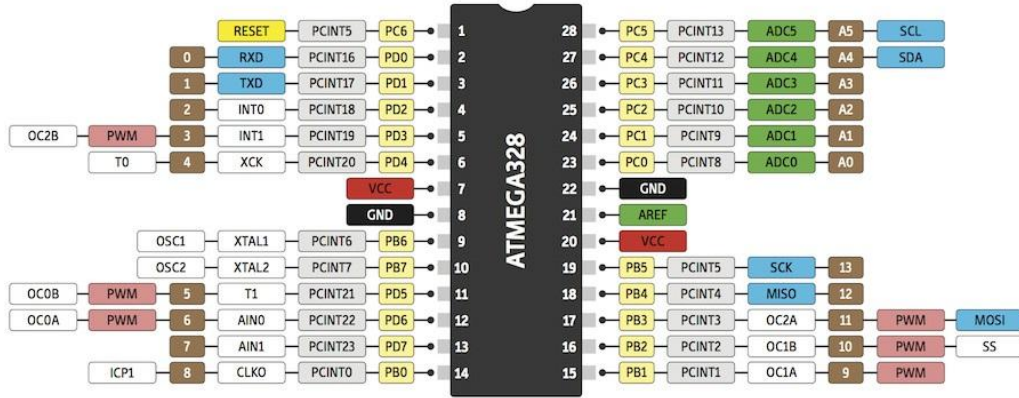 RESET PCINT5 PC6 1 28 PC5 PCINT13 ADC5 A5 SCL
0 RXD PCINT16 PD0 2 27 PC4 PCINT12 ADC4 A4 SDA
1 TXD PCINT17 PD1 3 26 PC3 PCINT11 ADC3 A3
2 INT0 PCINT18 PD2 4 25 PC2 PCINT10 ADC2 A2
OC2B PWM 3 INT1 PCINT19 PD3 5 24 PC1 PCINT9 ADC1 A1
T0 4 XCK PCINT20 PD4 6 23 PC0 PCINT8 ADC0 A0
VCC 7 22 GND
GND 8 21 AREF
OSC1 XTAL1 PCINT6 PB6 9 20 VCC
OSC2 XTAL2 PCINT7 PB7 10 19 PB5 PCINT5 SCK 13
OC0B PWM 5 T1 PCINT21 PD5 11 18 PB4 PCINT4 MISO 12
OC0A PWM 6 AIN0 PCINT22 PD6 12 17 PB3 PCINT3 OC2A 11 PWM MOSI
7 AIN1 PCINT23 PD7 13 16 PB2 PCINT2 OC1B 10 PWM SS
ICP1 8 CLKO PCINT0 PB0 14 15 PB1 PCINT1 OC1A 9 PWM
ATMEGA328